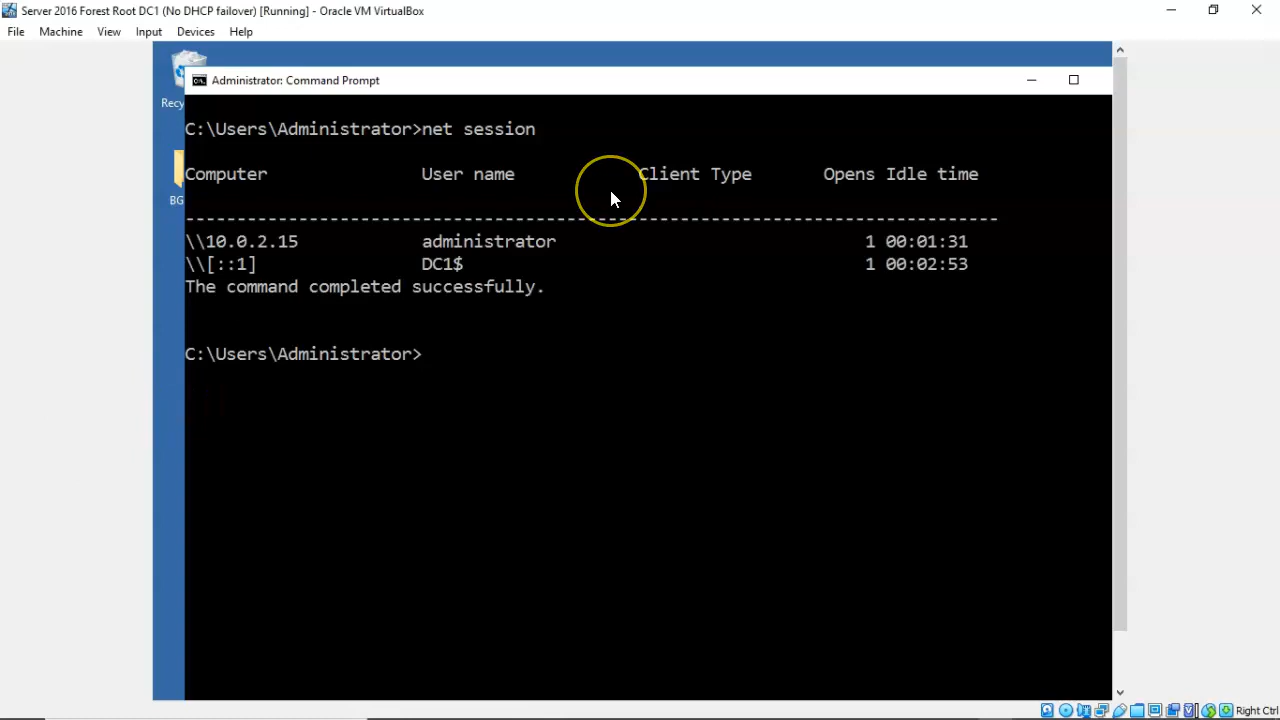 Server 2016 Forest Root DC1 (No DHCP failover) [Running] - Oracle VM VirtualBox
File Machine View Input Devices Help
Recy
Administrator: Command Prompt
C:\Users\Administrator>net session
BG
Computer User name Client Type Opens Idle time
-------------------------------------------------------------------------------
\\10.0.2.15 administrator 1 00:01:31
\\[::1] DC1$ 1 00:02:53
The command completed successfully.
C:\Users\Administrator>
Right Ctrl